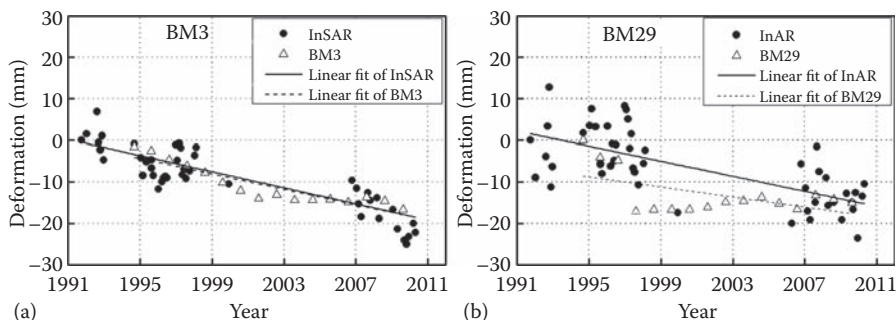 BM3
InSAR
BM3
Linear fit of InSAR
Linear fit of BM3
Deformation (mm)
30
20
10
0
−10
−20
−30
1991
1995
1999
2003
2007
2011
Year
(a)
BM29
InAR
BM29
Linear fit of InAR
Linear fit of BM29
Deformation (mm)
30
20
10
0
−10
−20
−30
1991
1995
1999
2003
2007
2011
Year
(b)